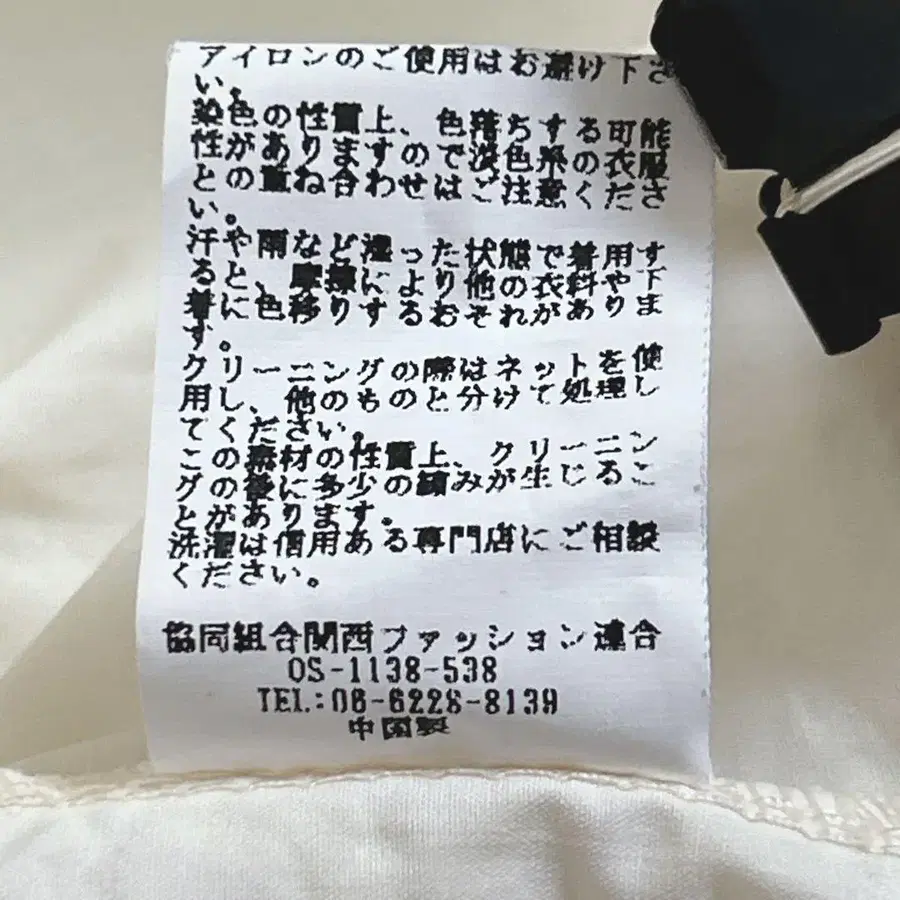 アイロンのご使用はお避け下さ
い。
染色の性質上、色落ちする可能
性がありますので淡色系の衣服
との重ね合わせはご注意くださ
い。
汗や雨など湿った状態で着用す
ると、摩擦により他の衣料や下
着に色移りするおそれがありま
す。
クリーニングの際はネットを使
用し、他のものと分けて処理し
てください。
この素材の性質上、クリーニン
グの後に多少の縮みが生じるこ
とがあります。
洗濯は信用ある専門店にご相談
ください。
協同組合関西ファッション連合
OS-1138-538
TEL:06-6228-8139
中国製